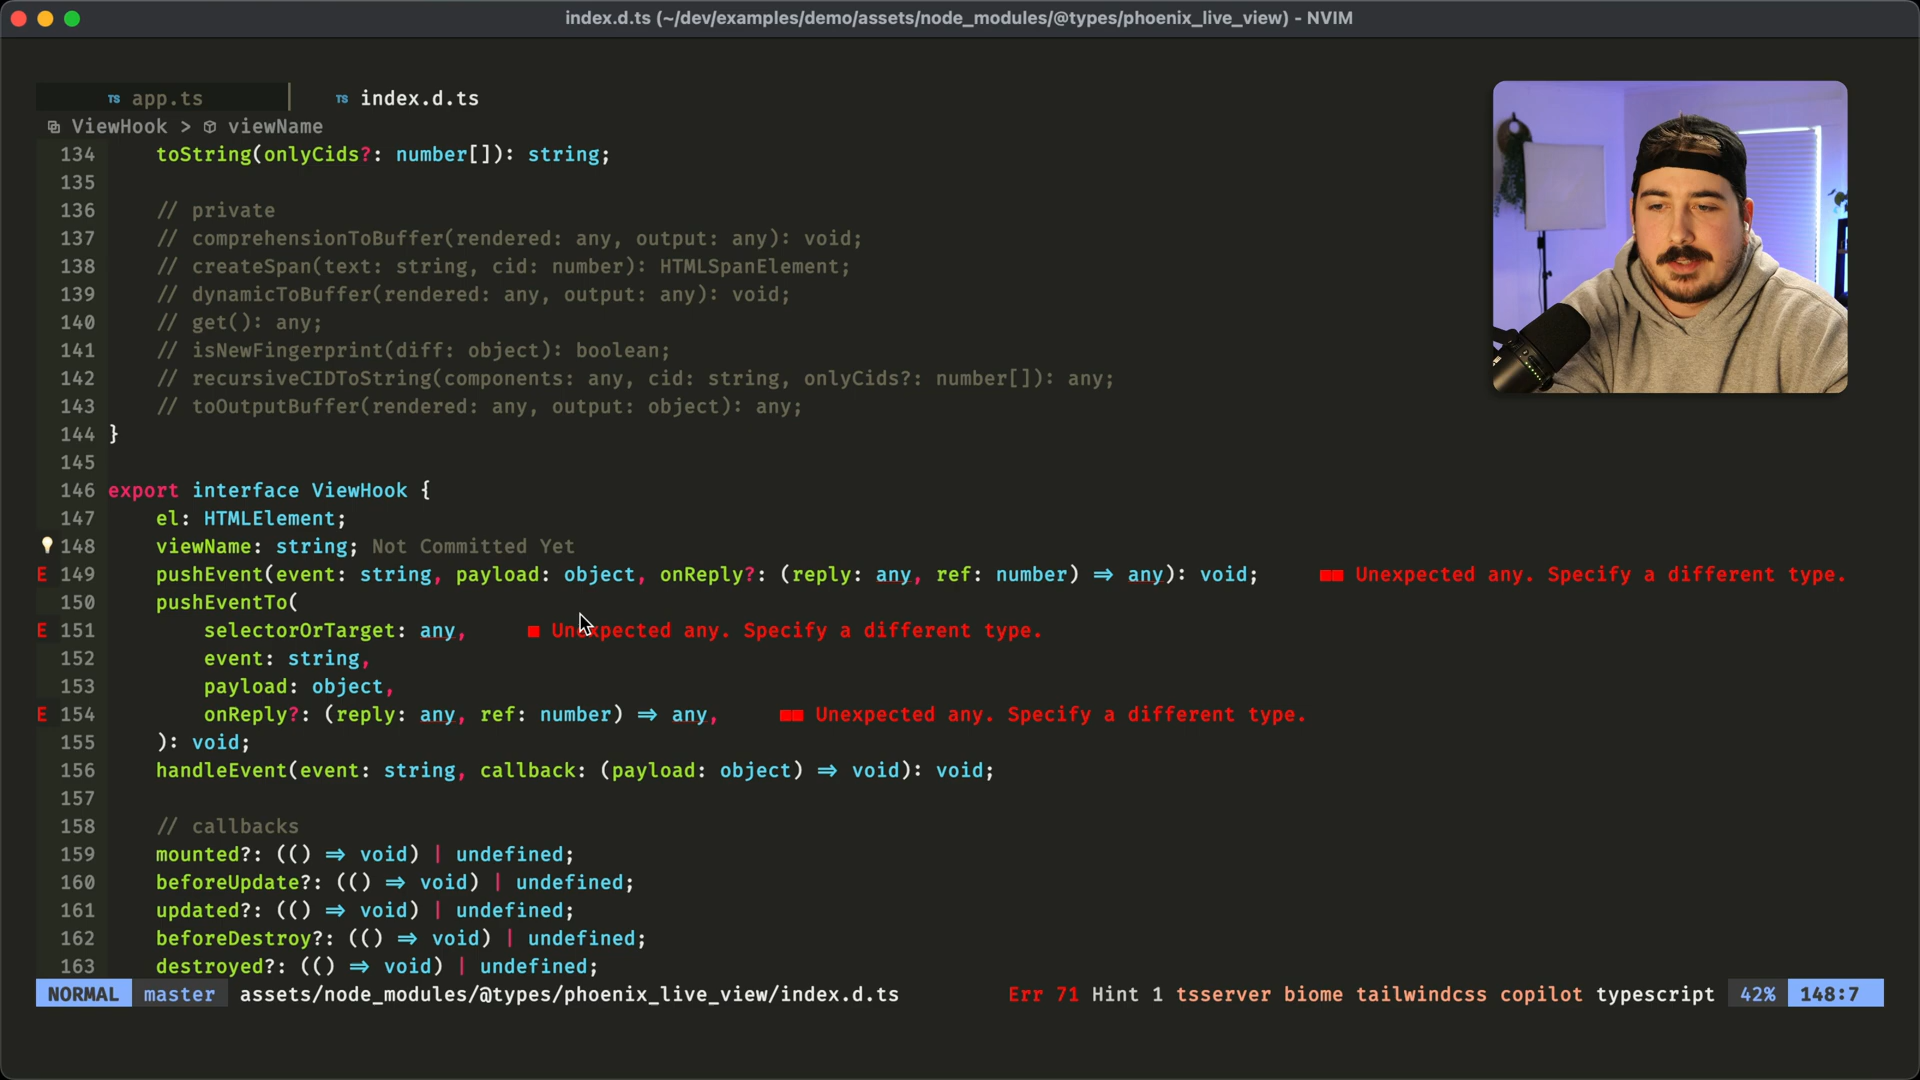 index.d.ts (~/dev/examples/demo/assets/node_modules/@types/phoenix_live_view) - NVIM
TS app.ts TS index.d.ts
ViewHook > viewName
134 toString(onlyCids?: number[]): string;
135
136 // private
137 // comprehensionToBuffer(rendered: any, output: any): void;
138 // createSpan(text: string, cid: number): HTMLSpanElement;
139 // dynamicToBuffer(rendered: any, output: any): void;
140 // get(): any;
141 // isNewFingerprint(diff: object): boolean;
142 // recursiveCIDToString(components: any, cid: string, onlyCids?: number[]): any;
143 // toOutputBuffer(rendered: any, output: object): any;
144 }
145
146 export interface ViewHook {
147 el: HTMLElement;
148 viewName: string; Not Committed Yet
E 149 pushEvent(event: string, payload: object, onReply?: (reply: any, ref: number) => any): void; ■■ Unexpected any. Specify a different type.
150 pushEventTo(
E 151 selectorOrTarget: any, ■ Unexpected any. Specify a different type.
152 event: string,
153 payload: object,
E 154 onReply?: (reply: any, ref: number) => any, ■■ Unexpected any. Specify a different type.
155 ): void;
156 handleEvent(event: string, callback: (payload: object) => void): void;
157
158 // callbacks
159 mounted?: (() => void) | undefined;
160 beforeUpdate?: (() => void) | undefined;
161 updated?: (() => void) | undefined;
162 beforeDestroy?: (() => void) | undefined;
163 destroyed?: (() => void) | undefined;
NORMAL master assets/node_modules/@types/phoenix_live_view/index.d.ts Err 71 Hint 1 tsserver biome tailwindcss copilot typescript 42% 148:7